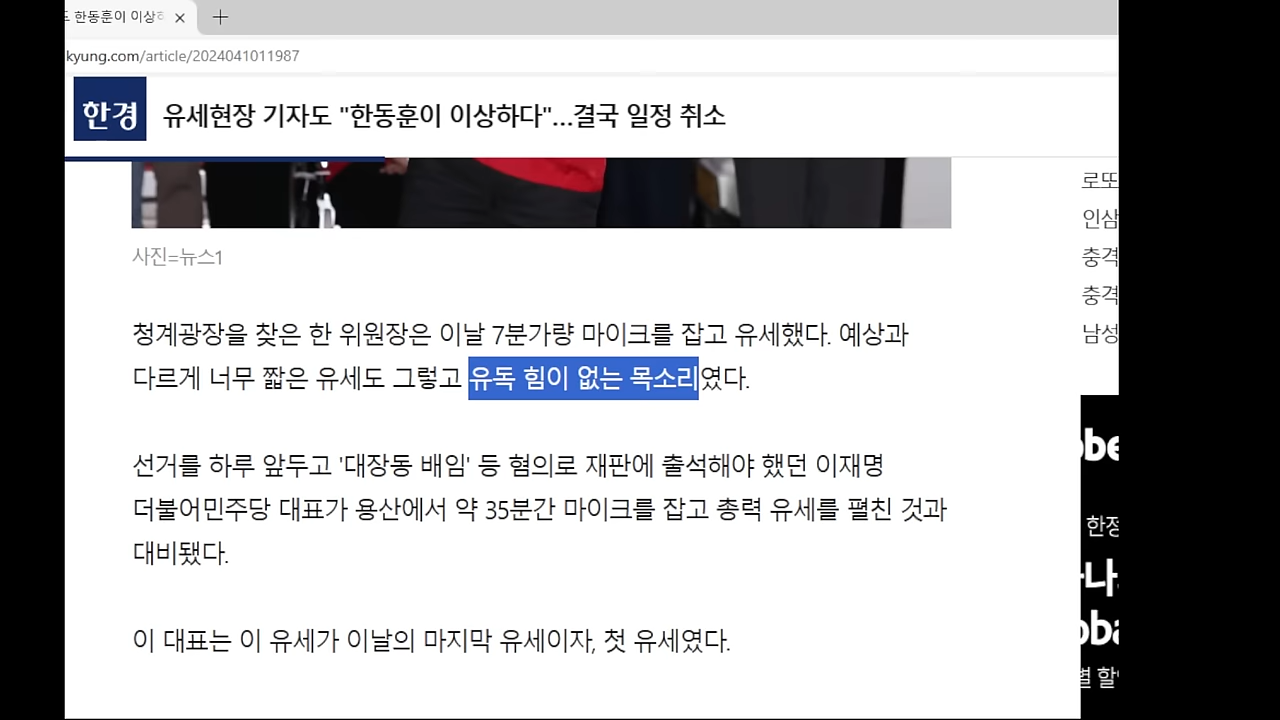 한동훈이 이상하
kyung.com/article/2024041011987
한경 유세현장 기자도 "한동훈이 이상하다"...결국 일정 취소
사진=뉴스1
청계광장을 찾은 한 위원장은 이날 7분가량 마이크를 잡고 유세했다. 예상과
다르게 너무 짧은 유세도 그렇고 유독 힘이 없는 목소리였다.
선거를 하루 앞두고 '대장동 배임' 등 혐의로 재판에 출석해야 했던 이재명
더불어민주당 대표가 용산에서 약 35분간 마이크를 잡고 총력 유세를 펼친 것과
대비됐다.
이 대표는 이 유세가 이날의 마지막 유세이자, 첫 유세였다.
로또
인삼
충격
충격
남성
한정